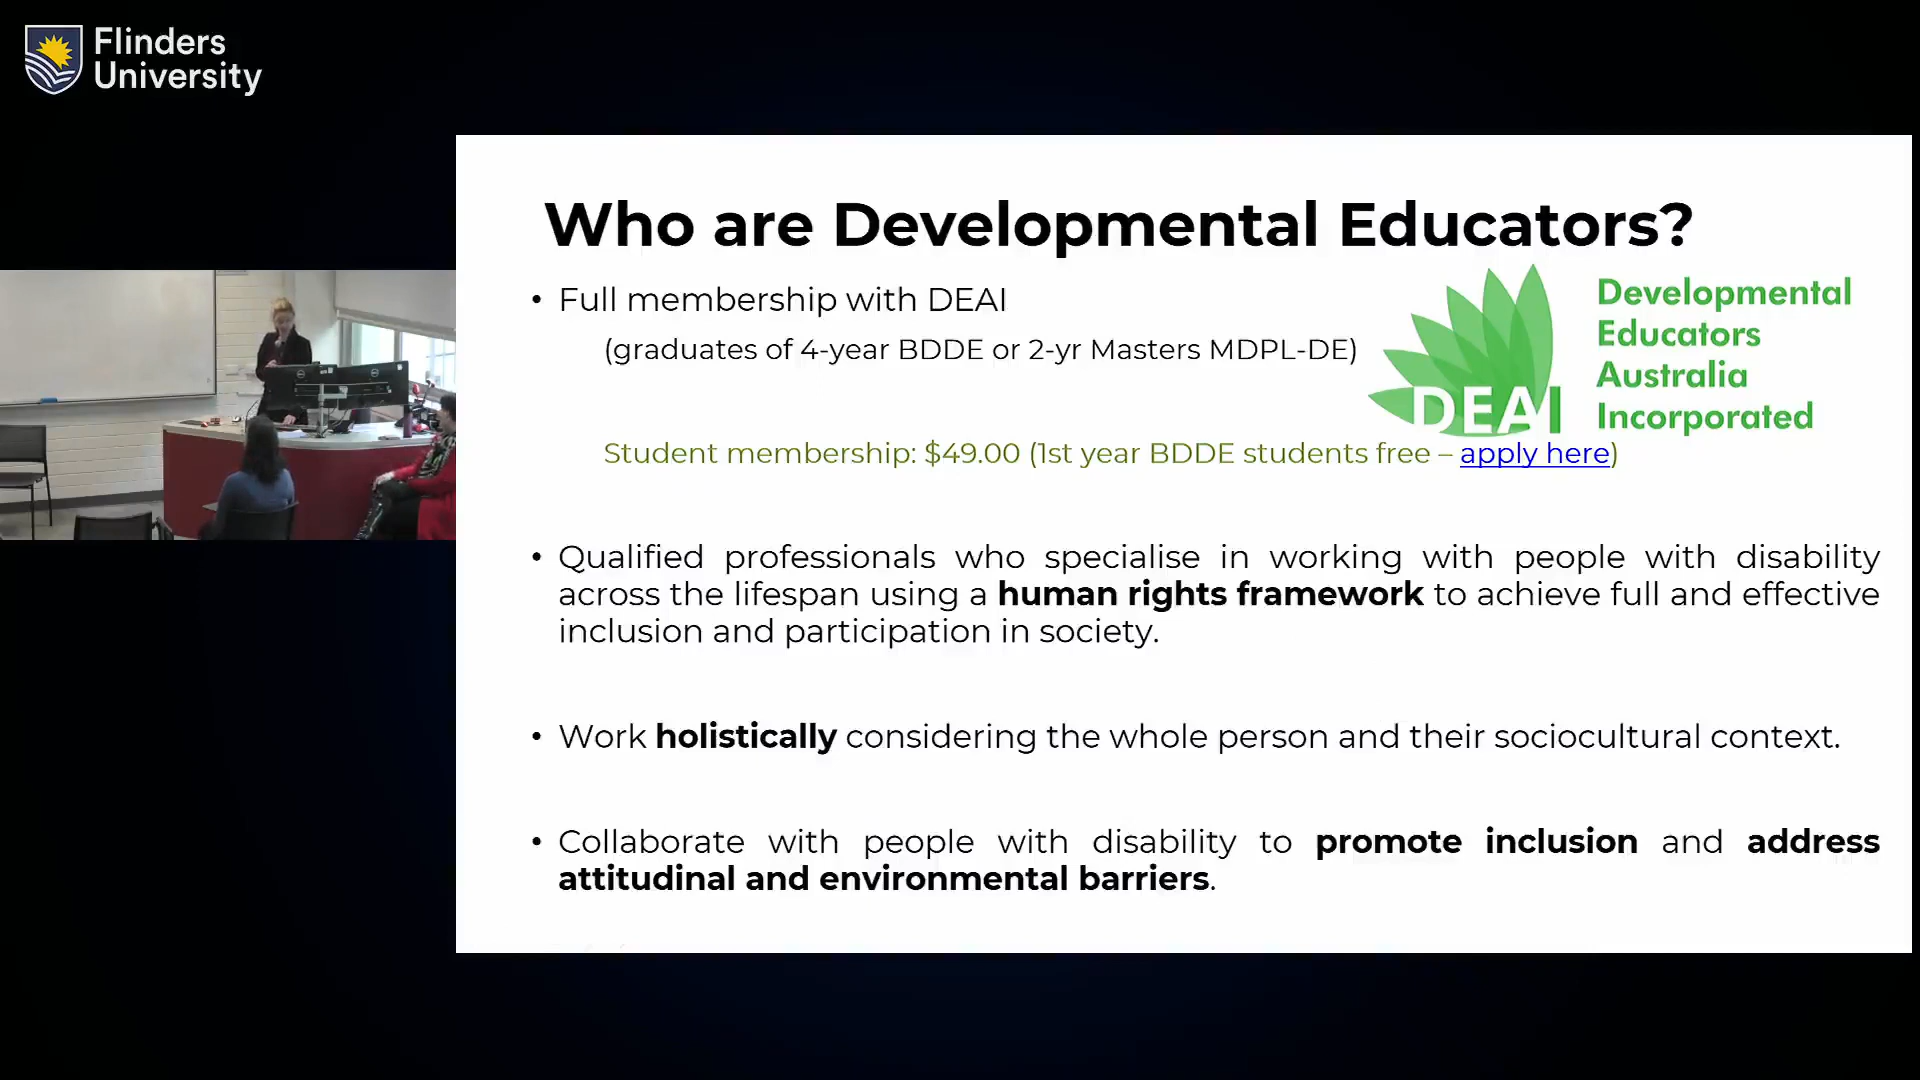 Flinders
University
Who are Developmental Educators?
• Full membership with DEAI
(graduates of 4-year BDDE or 2-yr Masters MDPL-DE)
DEAI
Developmental
Educators
Australia
Incorporated
Student membership: $49.00 (1st year BDDE students free – apply here)
• Qualified professionals who specialise in working with people with disability
across the lifespan using a human rights framework to achieve full and effective
inclusion and participation in society.
• Work holistically considering the whole person and their sociocultural context.
• Collaborate with people with disability to promote inclusion and address
attitudinal and environmental barriers.